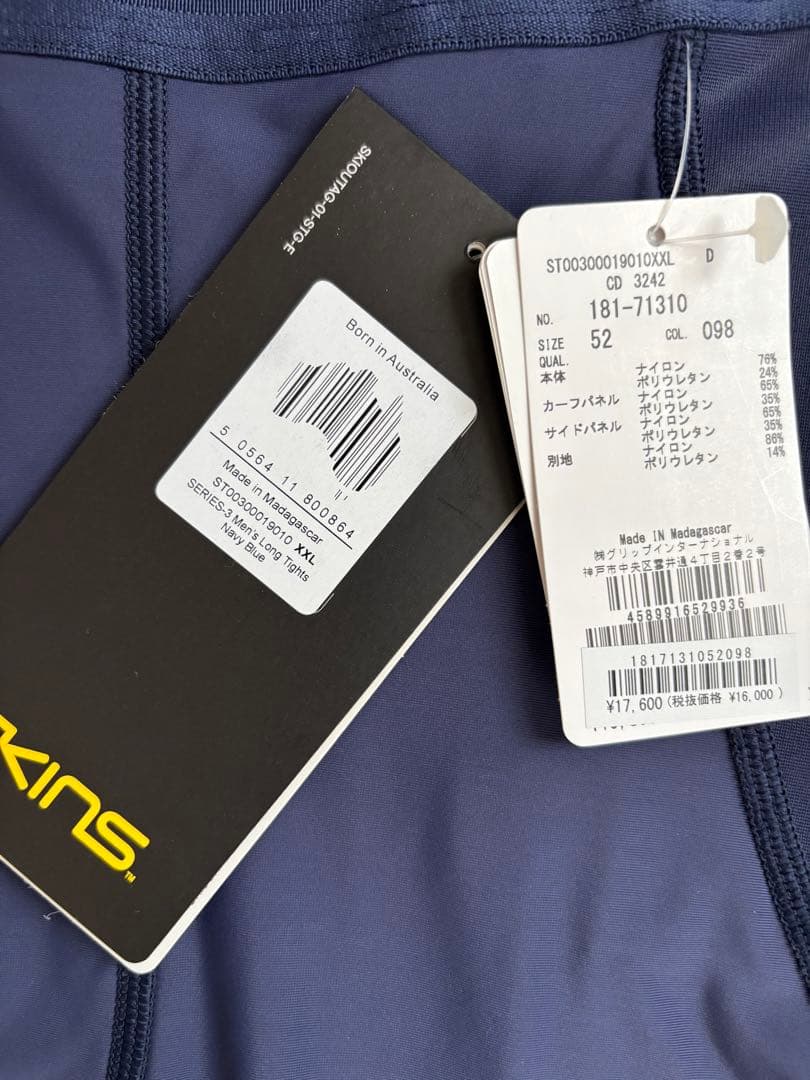 SKIOUTAG-01-STG-E
Born in Australia
5 0564 11 800864
Made in Madagascar
ST00300019010 XXL
SERIES-3 Men's Long Tights
Navy Blue
SKINS™
ST00300019010XXL D
CD 3242
NO. 181-71310
SIZE 52 COL. 098
QUAL.
本体 ナイロン 76%
ポリウレタン 24%
カーフパネル ナイロン 65%
ポリウレタン 35%
サイドパネル ナイロン 65%
ポリウレタン 35%
別地 ナイロン 86%
ポリウレタン 14%
Made IN Madagascar
㈱グリップインターナショナル
神戸市中央区雲井通4丁目2番2号
4589916529936
1817131052098
¥17,600(税抜価格 ¥16,000)